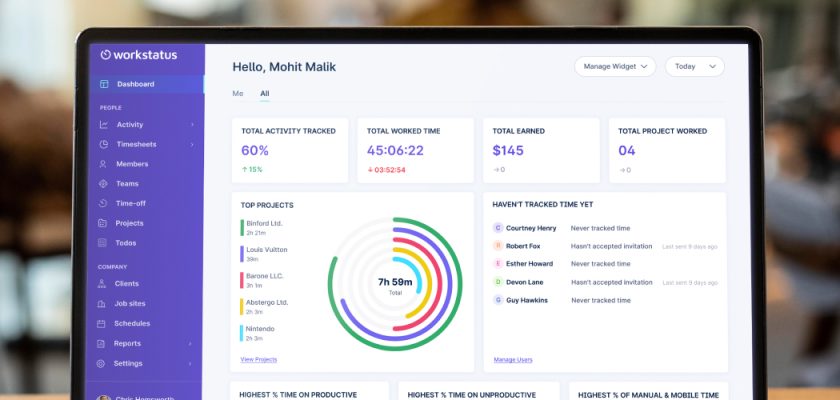 workstatus
Dashboard
PEOPLE
Activity
Timesheets
Members
Teams
Time-off
Projects
Todos
COMPANY
Clients
Job sites
Schedules
Reports
Settings
Chris Hemsworth
Hello, Mohit Malik
Manage Widget
Today
Me
All
TOTAL ACTIVITY TRACKED
60%
↑ 15%
TOTAL WORKED TIME
45:06:22
↓ 03:52:54
TOTAL EARNED
$145
→ 0
TOTAL PROJECT WORKED
04
→ 0
TOP PROJECTS
Binford Ltd.
2h 21m
Louis Vuitton
39m
Barone LLC.
3h 1m
Abstergo Ltd.
2h 3m
Nintendo
2h 3m
7h 59m
Total
View Projects
HAVEN'T TRACKED TIME YET
C Courtney Henry Never tracked time
R Robert Fox Hasn't accepted invitation Last sent 9 days ago
E Esther Howard Never tracked time
D Devon Lane Hasn't accepted invitation Last sent 9 days ago
G Guy Hawkins Never tracked time
Manage Users
HIGHEST % TIME ON PRODUCTIVE
HIGHEST % TIME ON UNPRODUCTIVE
HIGHEST % OF MANUAL & MOBILE TIME